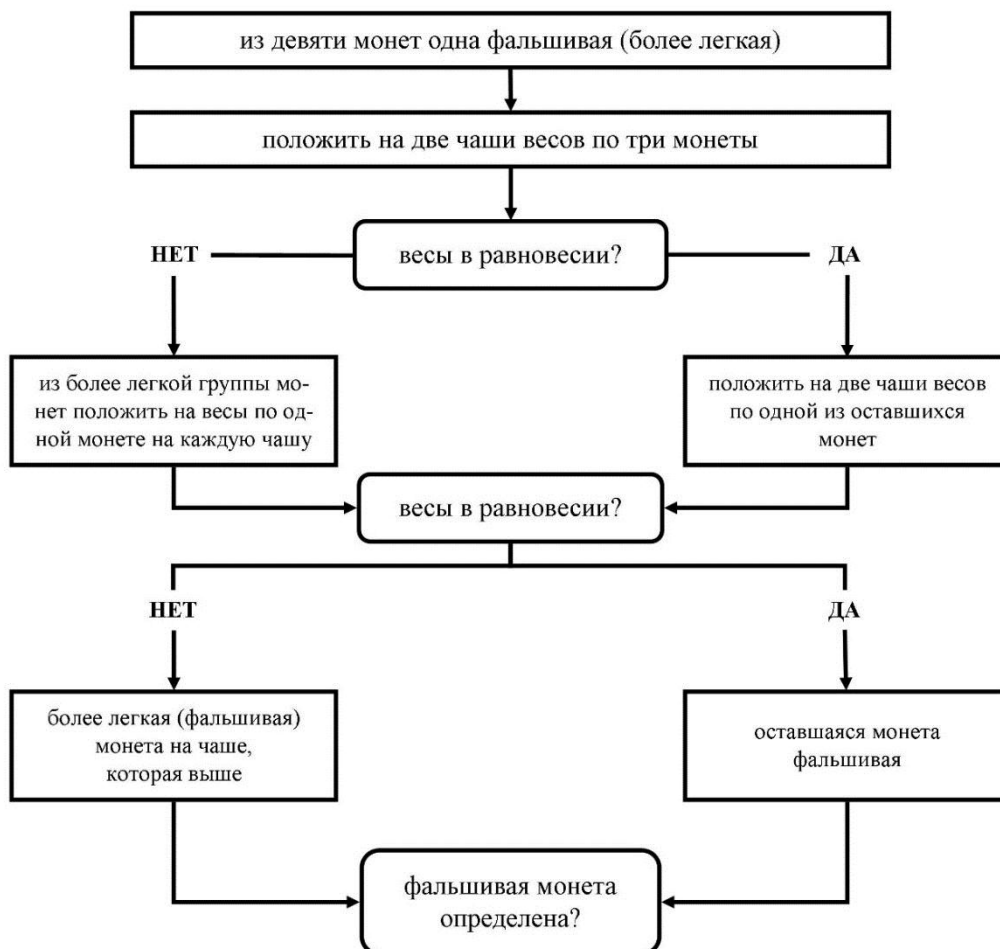 из девяти монет одна фальшивая (более легкая)
положить на две чаши весов по три монеты
весы в равновесии?
НЕТ
ДА
из более легкой группы мо-
нет положить на весы по од-
ной монете на каждую чашу
положить на две чаши весов
по одной из оставшихся
монет
весы в равновесии?
НЕТ
ДА
более легкая (фальшивая)
монета на чаше,
которая выше
оставшаяся монета
фальшивая
фальшивая монета
определена?